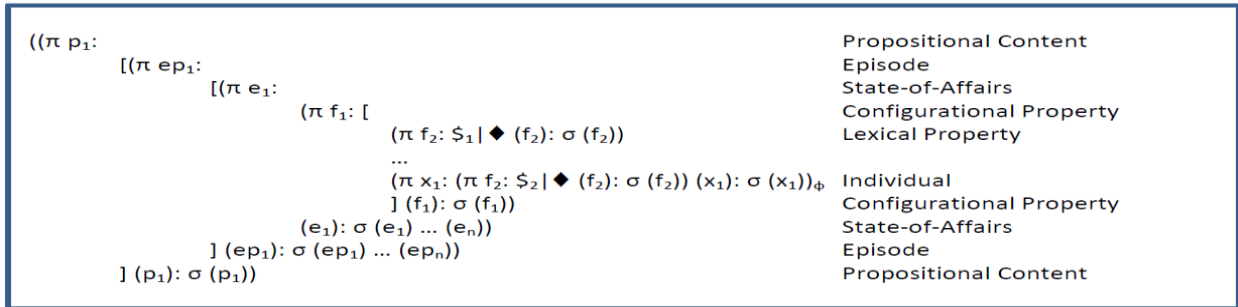 ((π p₁: Propositional Content
[(π ep₁: Episode
[(π e₁: State-of-Affairs
(π f₁: [ Configurational Property
(π f₂: $₁| ◆ (f₂): σ (f₂)) Lexical Property
...
(π x₁: (π f₂: $₂| ◆ (f₂): σ (f₂)) (x₁): σ (x₁))ɸ Individual
] (f₁): σ (f₁)) Configurational Property
(e₁): σ (e₁) ... (eₙ)) State-of-Affairs
] (ep₁): σ (ep₁) ... (epₙ)) Episode
] (p₁): σ (p₁)) Propositional Content